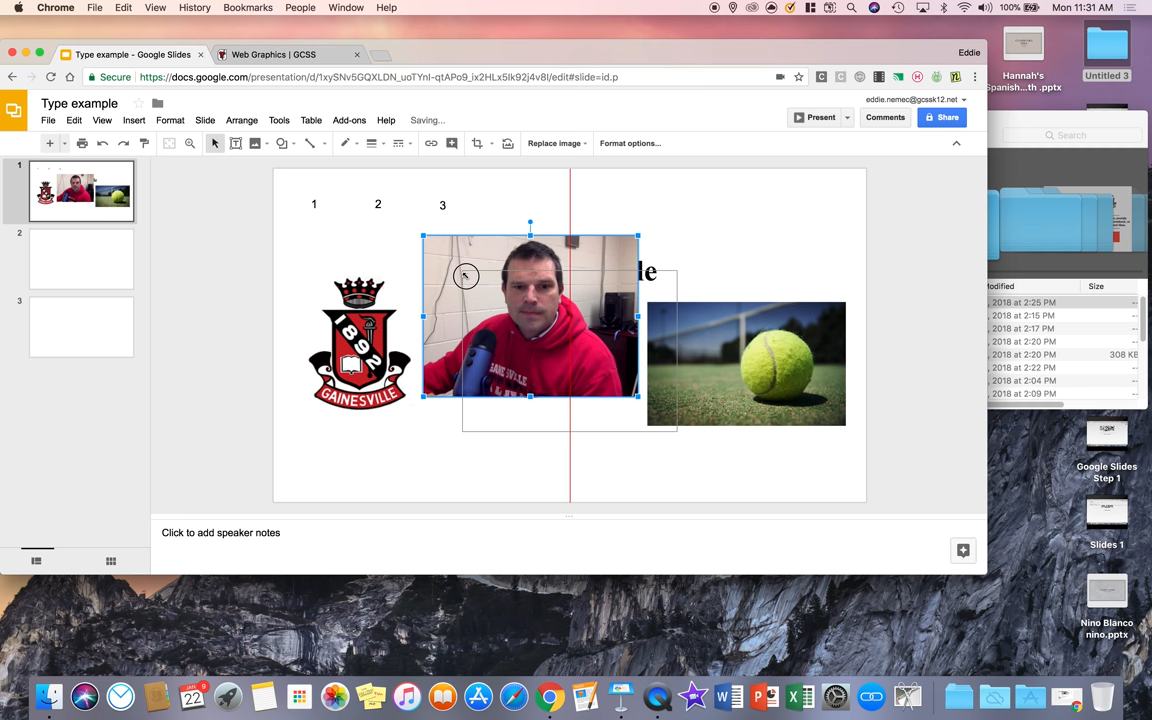 Chrome File Edit View History Bookmarks People Window Help
100% Mon 11:31 AM
Type example - Google Slides
Web Graphics | GCSS
Eddie
Secure
https://docs.google.com/presentation/d/1xySNv5GQXLDN_uoTYnI-qtAPo9_ix2HLx5Ik92j4v8I/edit#slide=id.p
Type example
eddie.nemec@gcssk12.net
File Edit View Insert Format Slide Arrange Tools Table Add-ons Help Saving...
Present
Comments
Share
Replace image
Format options...
1
2
3
1 2 3
le
1892
GAINESVILLE
Click to add speaker notes
Hannah's
Spanish...th .pptx
Untitled 3
Search
Modified Size
, 2018 at 2:25 PM --
, 2018 at 2:15 PM --
, 2018 at 2:17 PM --
, 2018 at 2:20 PM --
, 2018 at 2:20 PM 308 KB
, 2018 at 2:22 PM --
, 2018 at 2:04 PM --
, 2018 at 2:09 PM --
Google Slides
Step 1
Slides 1
Nino Blanco
nino.pptx
JAN
22
9